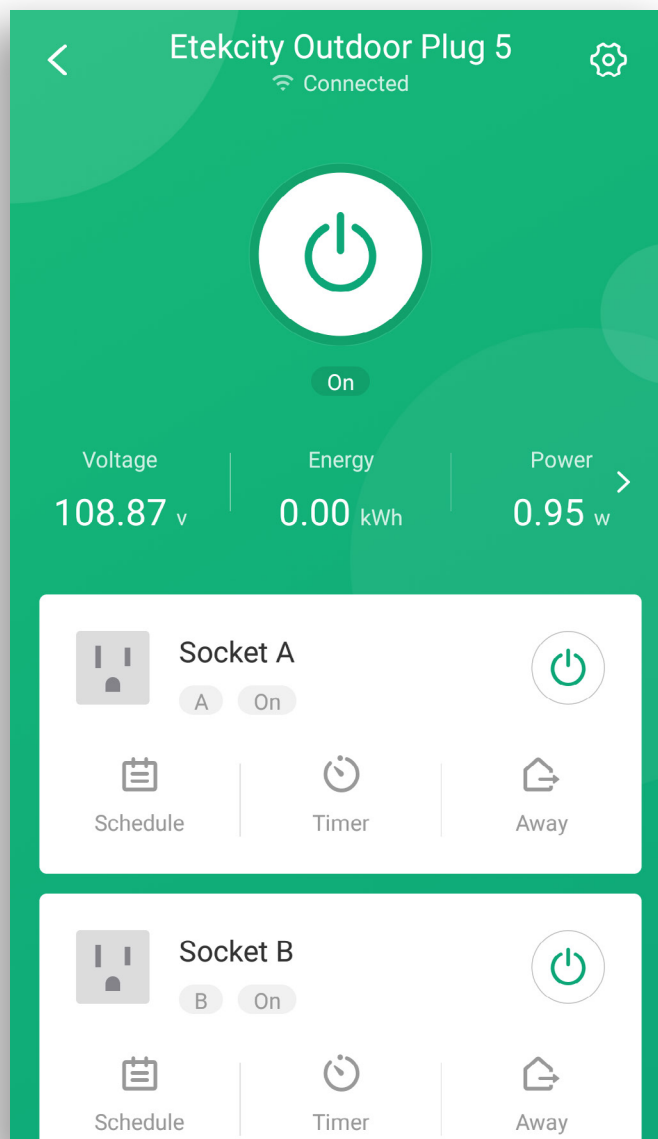 Etekcity Outdoor Plug 5
Connected
On
Voltage Energy Power
108.87 v 0.00 kWh 0.95 w
Socket A
A On
Schedule Timer Away
Socket B
B On
Schedule Timer Away